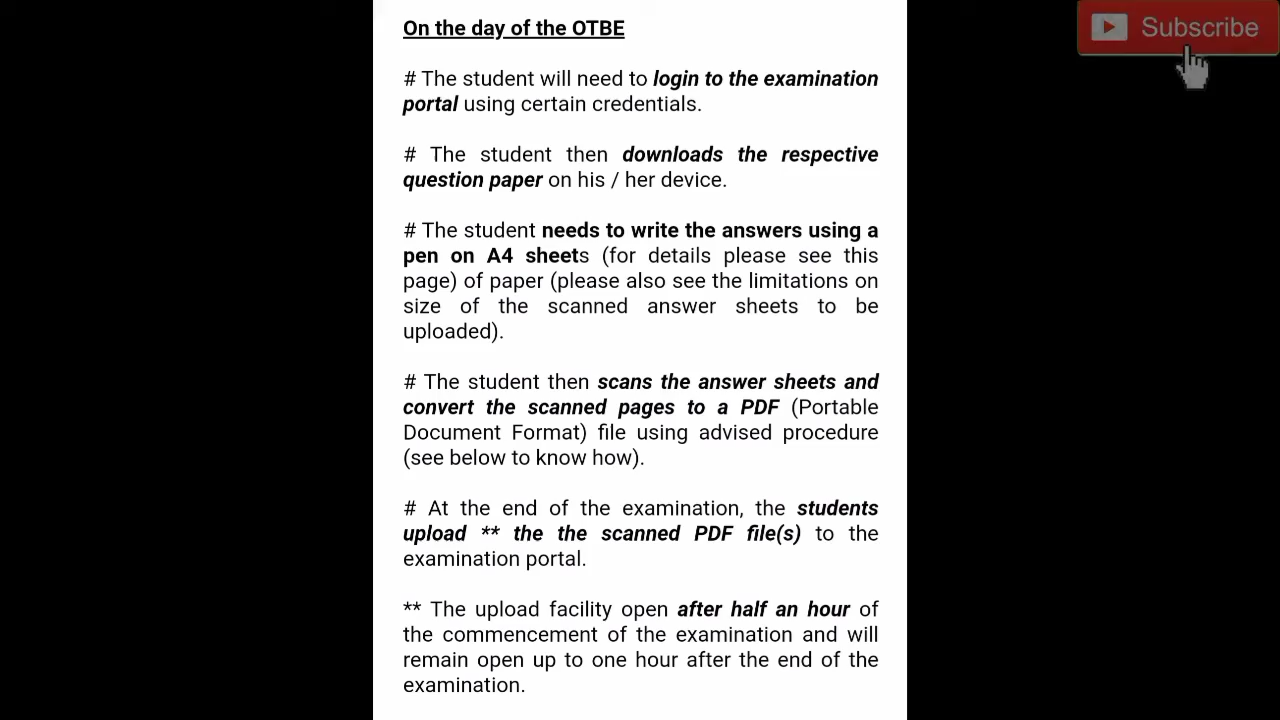 On the day of the OTBE
Subscribe
# The student will need to login to the examination
portal using certain credentials.
# The student then downloads the respective
question paper on his / her device.
# The student needs to write the answers using a
pen on A4 sheets (for details please see this
page) of paper (please also see the limitations on
size of the scanned answer sheets to be
uploaded).
# The student then scans the answer sheets and
convert the scanned pages to a PDF (Portable
Document Format) file using advised procedure
(see below to know how).
# At the end of the examination, the students
upload ** the the scanned PDF file(s) to the
examination portal.
** The upload facility open after half an hour of
the commencement of the examination and will
remain open up to one hour after the end of the
examination.